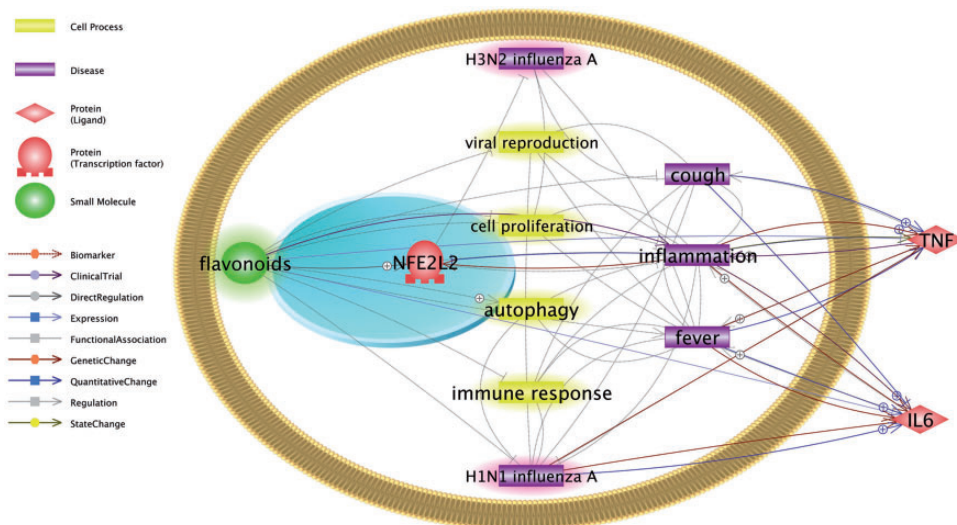 Cell Process
Disease
Protein
(Ligand)
Protein
(Transcription factor)
Small Molecule
Biomarker
ClinicalTrial
DirectRegulation
Expression
FunctionalAssociation
GeneticChange
QuantitativeChange
Regulation
StateChange
H3N2 influenza A
viral reproduction
cough
cell proliferation
TNF
flavonoids
NFE2L2
inflammation
autophagy
fever
immune response
IL6
H1N1 influenza A